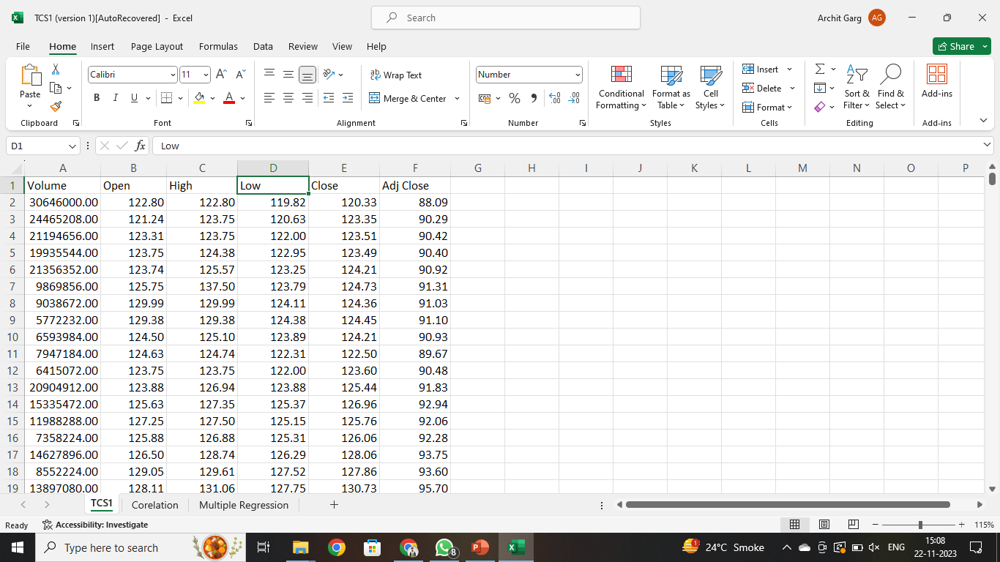 TCS1 (version 1)[AutoRecovered] - Excel
Search
Archit Garg AG
File Home Insert Page Layout Formulas Data Review View Help
Share
Paste
Calibri 11
B I U A
Wrap Text
Merge & Center
Number
Conditional Formatting
Format as Table
Cell Styles
Insert
Delete
Format
Sort & Filter
Find & Select
Add-ins
Clipboard Font Alignment Number Styles Cells Editing Add-ins
D1 fx Low
A B C D E F G H I J K L M N O P
1 Volume Open High Low Close Adj Close
2 30646000.00 122.80 122.80 119.82 120.33 88.09
3 24465208.00 121.24 123.75 120.63 123.35 90.29
4 21194656.00 123.31 123.75 122.00 123.51 90.42
5 19935544.00 123.75 124.38 122.95 123.49 90.40
6 21356352.00 123.74 125.57 123.25 124.21 90.92
7 9869856.00 125.75 137.50 123.79 124.73 91.31
8 9038672.00 129.99 129.99 124.11 124.36 91.03
9 5772232.00 129.38 129.38 124.38 124.45 91.10
10 6593984.00 124.50 125.10 123.89 124.21 90.93
11 7947184.00 124.63 124.74 122.31 122.50 89.67
12 6415072.00 123.75 123.75 122.00 123.60 90.48
13 20904912.00 123.88 126.94 123.88 125.44 91.83
14 15335472.00 125.63 127.35 125.37 126.96 92.94
15 11988288.00 127.25 127.50 125.15 125.76 92.06
16 7358224.00 125.88 126.88 125.31 126.06 92.28
17 14627896.00 126.50 128.74 126.29 128.06 93.75
18 8552224.00 129.05 129.61 127.52 127.86 93.60
19 13897080.00 128.11 131.06 127.75 130.73 95.70
TCS1 Corelation Multiple Regression
Ready Accessibility: Investigate 115%
Type here to search
8
1
24°C Smoke
ENG
15:08
22-11-2023